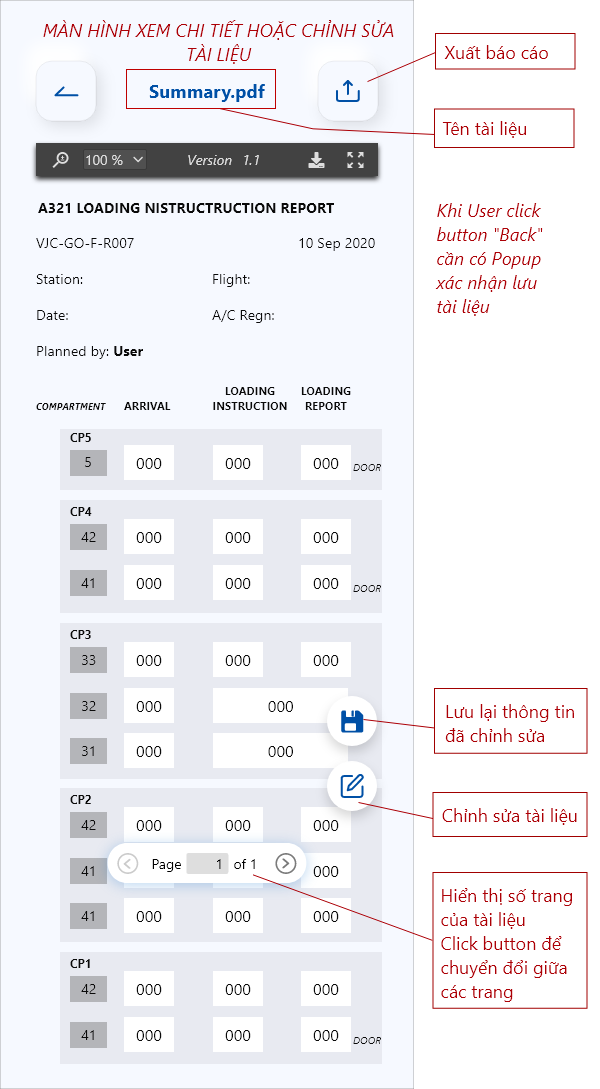 MÀN HÌNH XEM CHI TIẾT HOẶC CHỈNH SỬA
TÀI LIỆU
Summary.pdf
Xuất báo cáo
Tên tài liệu
100 %
Version 1.1
A321 LOADING NISTRUCTRUCTION REPORT
VJC-GO-F-R007
10 Sep 2020
Station:
Flight:
Date:
A/C Regn:
Planned by: User
Khi User click
button "Back"
cần có Popup
xác nhận lưu
tài liệu
COMPARTMENT
ARRIVAL
LOADING
INSTRUCTION
LOADING
REPORT
CP5
5 000 000 000 DOOR
CP4
42 000 000 000
41 000 000 000 DOOR
CP3
33 000 000 000
32 000 000
31 000 000
Lưu lại thông tin
đã chỉnh sửa
Chỉnh sửa tài liệu
CP2
42 000 000 000
41 000
Page 1 of 1
41 000 000 000
Hiển thị số trang
của tài liệu
Click button để
chuyển đổi giữa
các trang
CP1
42 000 000 000
41 000 000 000 DOOR